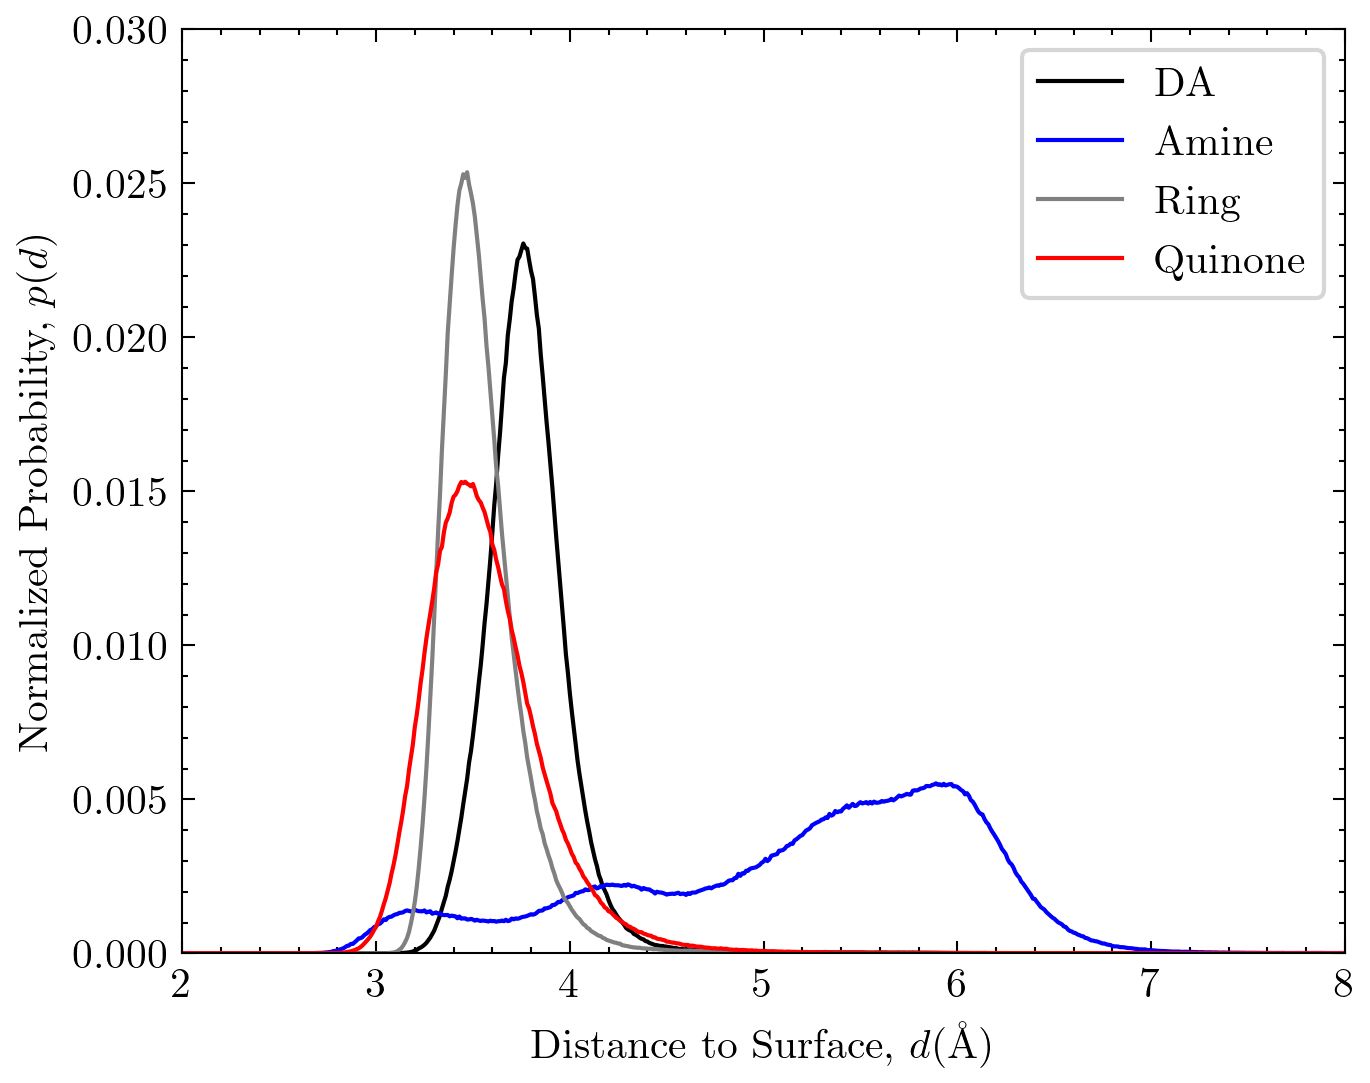 0.030
0.025
0.020
0.015
0.010
0.005
0.000
Normalized Probability, p(d)
2 3 4 5 6 7 8
Distance to Surface, d(Å)
DA
Amine
Ring
Quinone